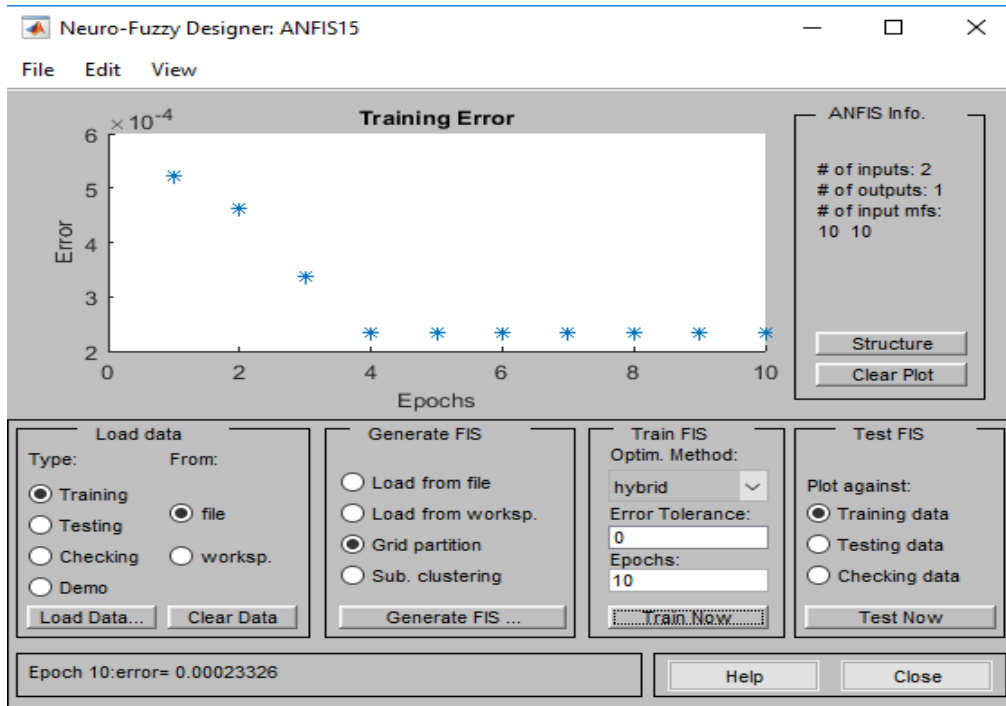 Neuro-Fuzzy Designer: ANFIS15
File Edit View
× 10⁻⁴
Training Error
6
5
4
3
2
Error
0 2 4 6 8 10
Epochs
ANFIS Info.
# of inputs: 2
# of outputs: 1
# of input mfs:
10 10
Structure
Clear Plot
Load data
Type: From:
Training
Testing
Checking
Demo
file
worksp.
Load Data... Clear Data
Generate FIS
Load from file
Load from worksp.
Grid partition
Sub. clustering
Generate FIS ...
Train FIS
Optim. Method:
hybrid
Error Tolerance:
0
Epochs:
10
Train Now
Test FIS
Plot against:
Training data
Testing data
Checking data
Test Now
Epoch 10:error= 0.00023326
Help Close